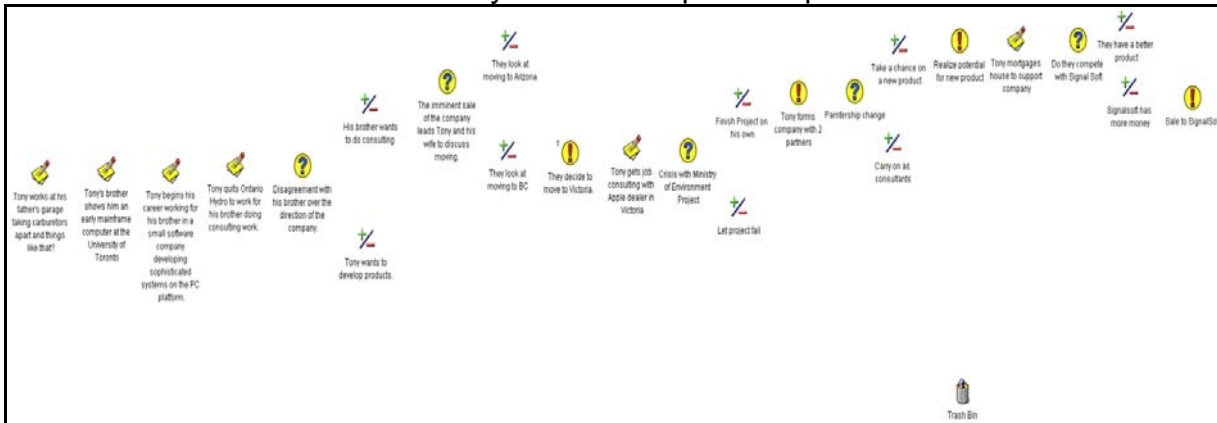 Tony works at his
father's garage
taking carburetors
apart and things
like that?
Tony's brother
shows him an
early mainframe
computer at the
University of
Toronto
Tony begins his
career working for
his brother in a
small software
company
developing
sophisticated
systems on the PC
platform.
Tony quits Ontario
Hydro to work for
his brother doing
consulting work.
Disagreement with
his brother over the
direction of the
company.
His brother wants
to do consulting
Tony wants to
develop products.
The imminent sale
of the company
leads Tony and his
wife to discuss
moving.
They look at
moving to Arizona
They look at
moving to BC
?
They decide to
move to Victoria.
Tony gets job
consulting with
Apple dealer in
Victoria
Crisis with Ministry
of Environment
Project
Finish Project on
his own
Let project fail
Tony forms
company with 2
partners
Parntership change
Take a chance on
a new product
Carry on as
consultants
Realize potential
for new product
Tony mortgages
house to support
company
Do they compete
with Signal Soft
They have a better
product
Signalsoft has
more money
Sale to SignalSo
Trash Bin